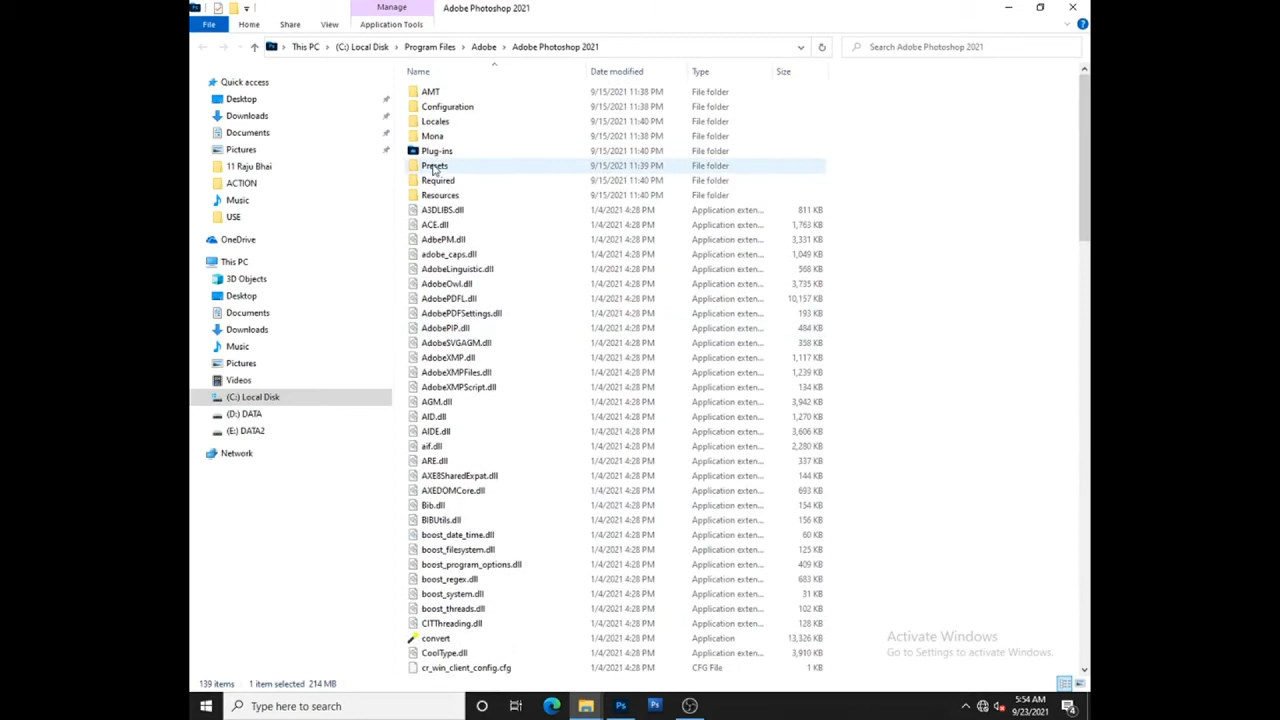 Manage
Adobe Photoshop 2021
File
Home
Share
View
Application Tools
This PC > (C:) Local Disk > Program Files > Adobe > Adobe Photoshop 2021
Search Adobe Photoshop 2021
Name Date modified Type Size
Quick access
Desktop
Downloads
Documents
Pictures
11 Raju Bhai
ACTION
Music
USE
OneDrive
This PC
3D Objects
Desktop
Documents
Downloads
Music
Pictures
Videos
(C:) Local Disk
(D:) DATA
(E:) DATA2
Network
AMT 9/15/2021 11:38 PM File folder
Configuration 9/15/2021 11:38 PM File folder
Locales 9/15/2021 11:40 PM File folder
Mona 9/15/2021 11:38 PM File folder
Plug-ins 9/15/2021 11:40 PM File folder
Presets 9/15/2021 11:39 PM File folder
Required 9/15/2021 11:40 PM File folder
Resources 9/15/2021 11:40 PM File folder
A3DLIBS.dll 1/4/2021 4:28 PM Application exten... 811 KB
ACE.dll 1/4/2021 4:28 PM Application exten... 1,763 KB
AdbePM.dll 1/4/2021 4:28 PM Application exten... 3,331 KB
adobe_caps.dll 1/4/2021 4:28 PM Application exten... 1,049 KB
AdobeLinguistic.dll 1/4/2021 4:28 PM Application exten... 568 KB
AdobeOwl.dll 1/4/2021 4:28 PM Application exten... 3,735 KB
AdobePDFL.dll 1/4/2021 4:28 PM Application exten... 10,157 KB
AdobePDFSettings.dll 1/4/2021 4:28 PM Application exten... 193 KB
AdobePIP.dll 1/4/2021 4:28 PM Application exten... 484 KB
AdobeSVGAGM.dll 1/4/2021 4:28 PM Application exten... 358 KB
AdobeXMP.dll 1/4/2021 4:28 PM Application exten... 1,117 KB
AdobeXMPFiles.dll 1/4/2021 4:28 PM Application exten... 1,239 KB
AdobeXMPScript.dll 1/4/2021 4:28 PM Application exten... 134 KB
AGM.dll 1/4/2021 4:28 PM Application exten... 3,942 KB
AID.dll 1/4/2021 4:28 PM Application exten... 1,270 KB
AIDE.dll 1/4/2021 4:28 PM Application exten... 3,606 KB
aif.dll 1/4/2021 4:28 PM Application exten... 2,280 KB
ARE.dll 1/4/2021 4:28 PM Application exten... 337 KB
AXE8SharedExpat.dll 1/4/2021 4:28 PM Application exten... 144 KB
AXEDOMCore.dll 1/4/2021 4:28 PM Application exten... 693 KB
Bib.dll 1/4/2021 4:28 PM Application exten... 154 KB
BIBUtils.dll 1/4/2021 4:28 PM Application exten... 156 KB
boost_date_time.dll 1/4/2021 4:28 PM Application exten... 60 KB
boost_filesystem.dll 1/4/2021 4:28 PM Application exten... 125 KB
boost_program_options.dll 1/4/2021 4:28 PM Application exten... 409 KB
boost_regex.dll 1/4/2021 4:28 PM Application exten... 683 KB
boost_system.dll 1/4/2021 4:28 PM Application exten... 31 KB
boost_threads.dll 1/4/2021 4:28 PM Application exten... 102 KB
CITThreading.dll 1/4/2021 4:28 PM Application exten... 128 KB
convert 1/4/2021 4:28 PM Application 13,326 KB
CoolType.dll 1/4/2021 4:28 PM Application exten... 3,910 KB
cr_win_client_config.cfg 1/4/2021 4:28 PM CFG File 1 KB
Activate Windows
Go to Settings to activate Windows.
139 items 1 item selected 214 MB
Type here to search
5:54 AM
9/23/2021
4